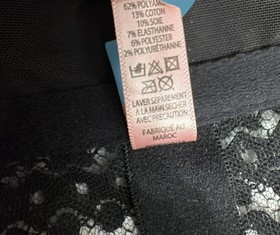 62% POLYAMIDE
13% COTON
10% SOIE
7% ELASTHANNE
6% POLYESTER
2% POLYURÉTHANNE
LAVER SÉPARÉMENT
A LA MAIN SÉCHER
AVEC PRÉCAUTION
FABRIQUÉ AU
MAROC